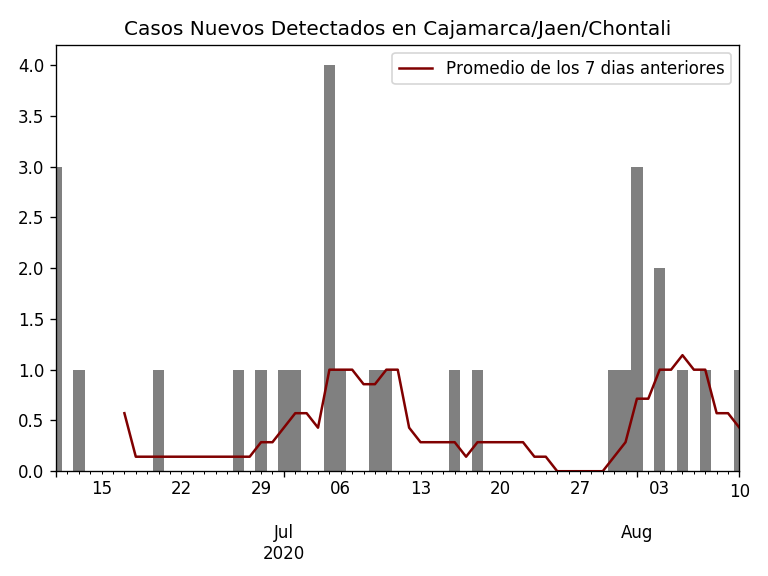 Casos Nuevos Detectados en Cajamarca/Jaen/Chontali
Promedio de los 7 dias anteriores
4.0
3.5
3.0
2.5
2.0
1.5
1.0
0.5
0.0
15 22 29 06 13 20 27 03 10
Jul Aug
2020